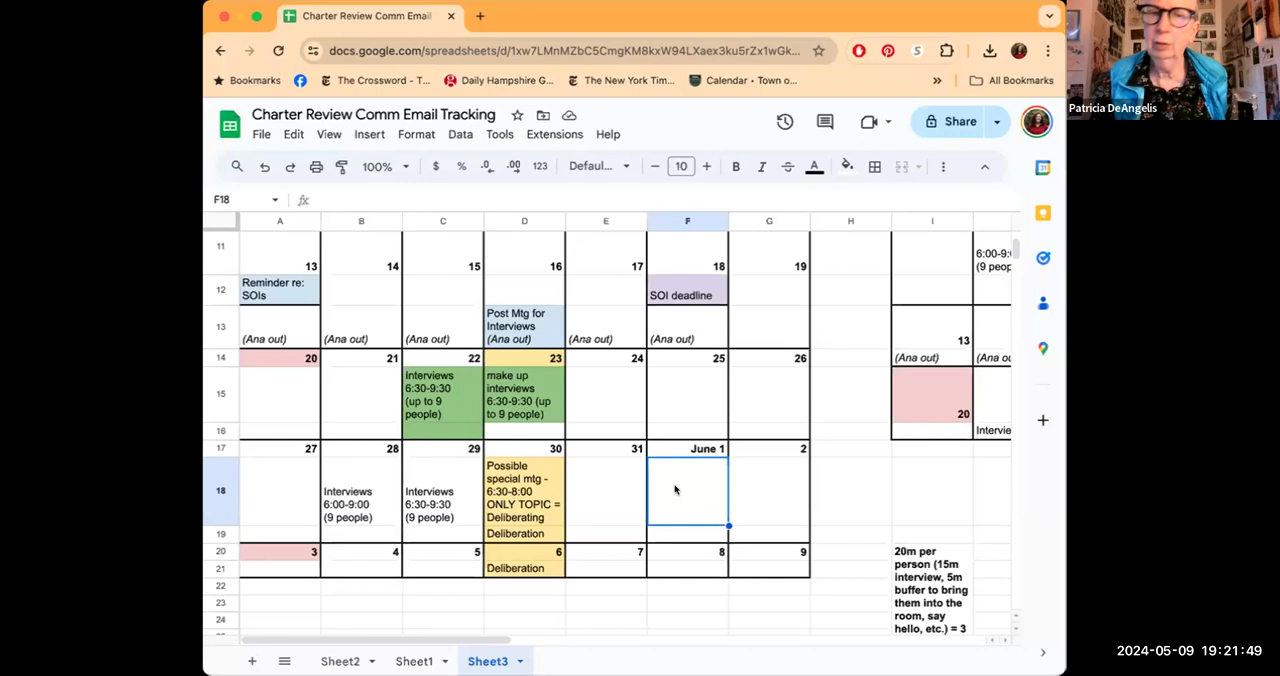 Charter Review Comm Email
docs.google.com/spreadsheets/d/1xw7LMnMZbC5CmgKM8kxW94LXaex3ku5rZx1wGk...
Bookmarks
The Crossword - T...
Daily Hampshire G...
The New York Tim...
Calendar • Town o...
All Bookmarks
Patricia DeAngelis
Charter Review Comm Email Tracking
File Edit View Insert Format Data Tools Extensions Help
Share
100% $ % .0 .00 123 Defaul... 10 B I S A
F18 fx
A B C D E F G H I
11 13 14 15 16 17 18 19
6:00-9:0
(9 peop
12
Reminder re:
SOIs
SOI deadline
13
(Ana out)
(Ana out)
(Ana out)
Post Mtg for
Interviews
(Ana out)
(Ana out)
(Ana out)
13
14 20 21 22 23 24 25 26
(Ana out)
(Ana ou
15
Interviews
6:30-9:30
(up to 9
people)
make up
interviews
6:30-9:30 (up
to 9 people)
20
16
Intervie
17 27 28 29 30 31 June 1 2
18
Interviews
6:00-9:00
(9 people)
Interviews
6:30-9:30
(9 people)
Possible
special mtg -
6:30-8:00
ONLY TOPIC =
Deliberating
19
Deliberation
20 3 4 5 6 7 8 9
21
Deliberation
22
23
24
20m per
person (15m
interview, 5m
buffer to bring
them into the
room, say
hello, etc.) = 3
Sheet2 Sheet1 Sheet3
2024-05-09 19:21:49